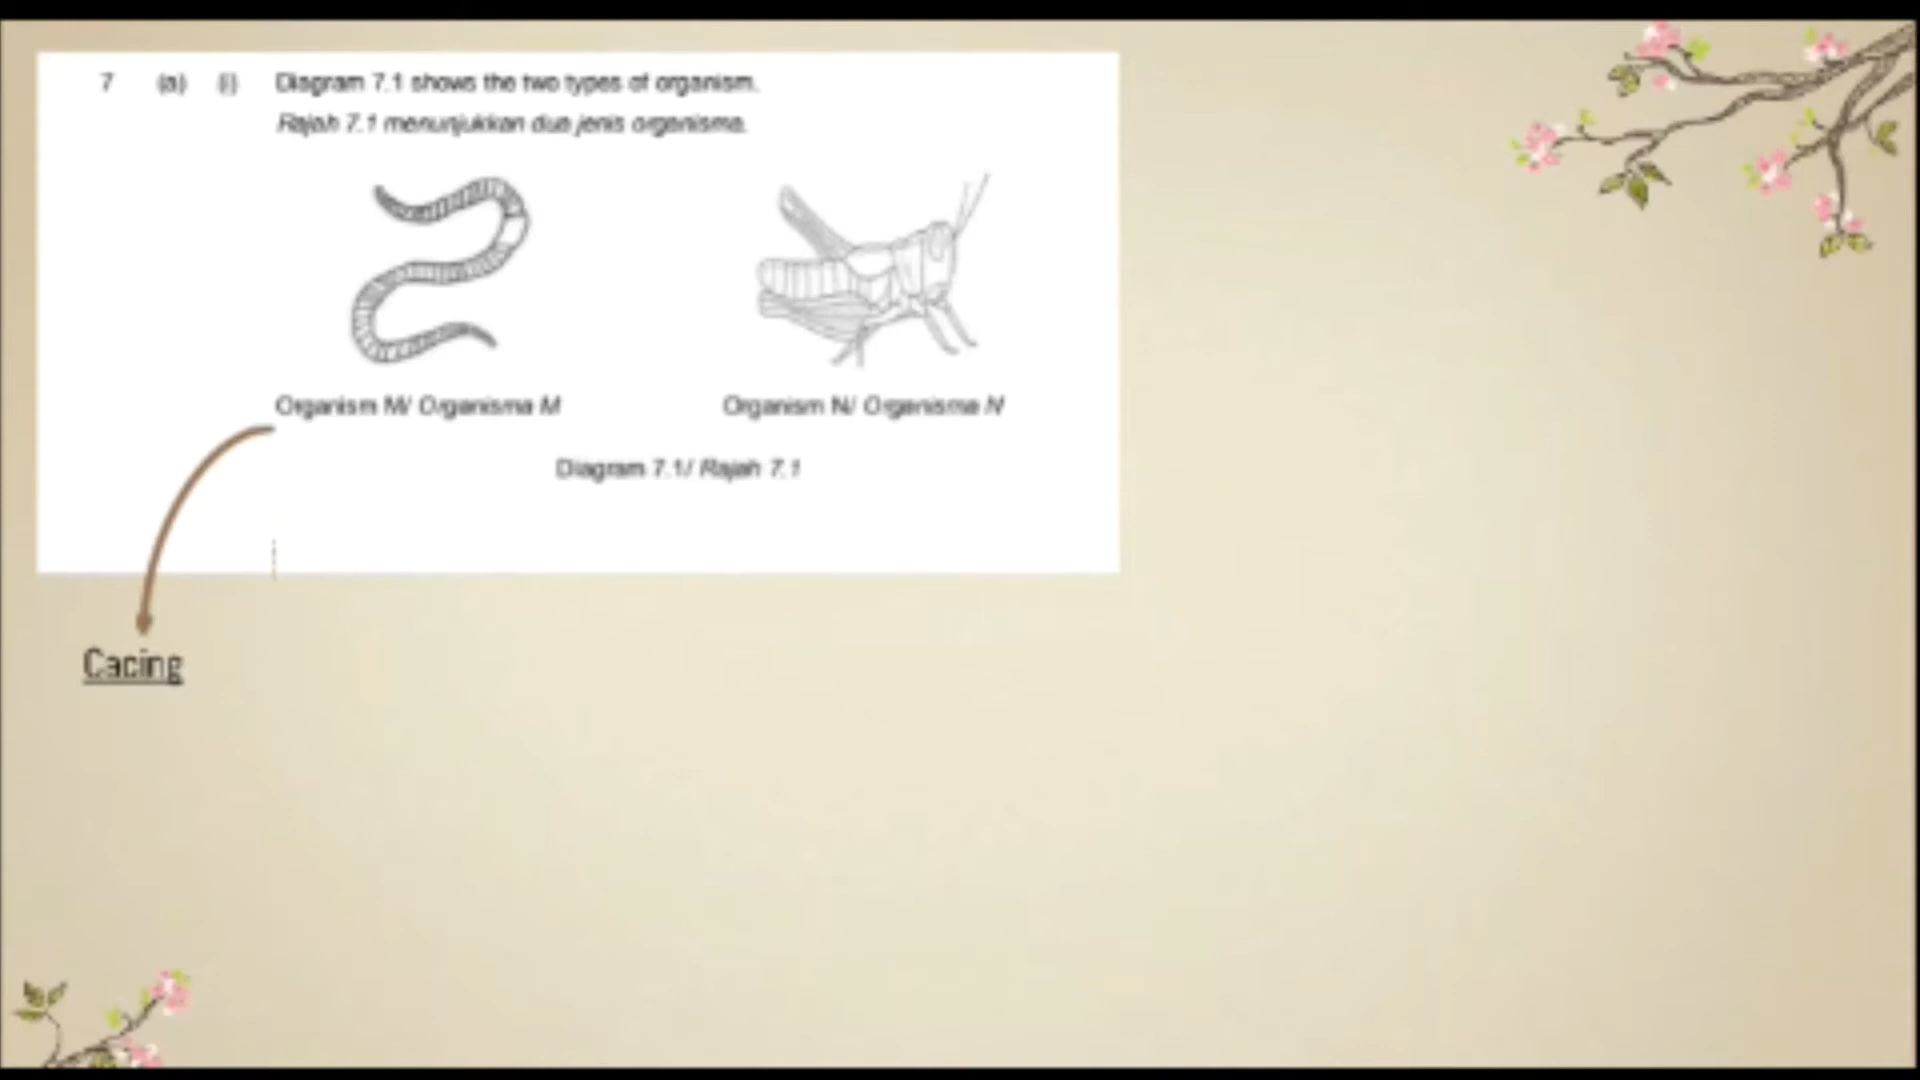 7 (a) (i) Diagram 7.1 shows the two types of organism.
Rajah 7.1 menunjukkan dua jenis organisma.
Organism M/ Organisma M
Organism N/ Organisma N
Diagram 7.1/ Rajah 7.1
Cacing